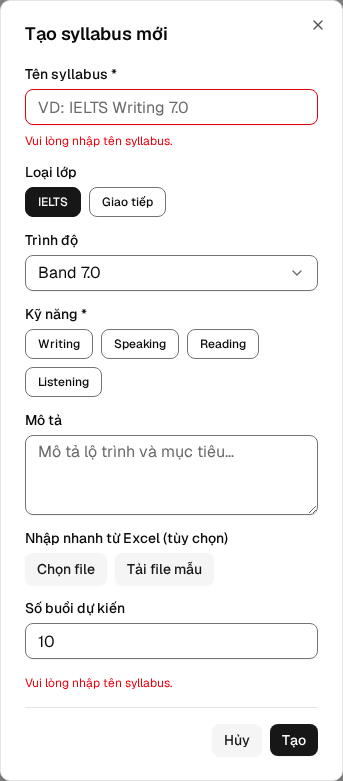 Tạo syllabus mới
Tên syllabus *
VD: IELTS Writing 7.0
Vui lòng nhập tên syllabus.
Loại lớp
IELTS Giao tiếp
Trình độ
Band 7.0
Kỹ năng *
Writing Speaking Reading
Listening
Mô tả
Mô tả lộ trình và mục tiêu...
Nhập nhanh từ Excel (tùy chọn)
Chọn file Tải file mẫu
Số buổi dự kiến
10
Vui lòng nhập tên syllabus.
Hủy Tạo